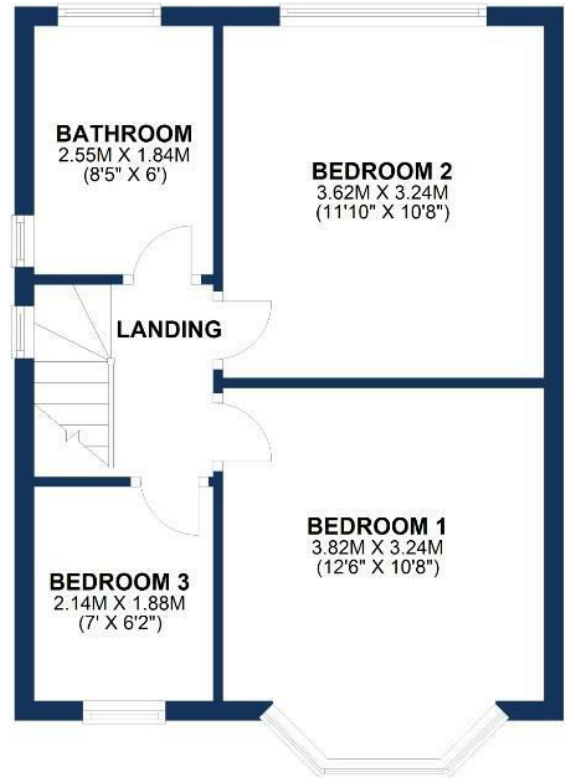 BATHROOM
2.55M X 1.84M
(8'5" X 6')
BEDROOM 2
3.62M X 3.24M
(11'10" X 10'8")
LANDING
BEDROOM 1
3.82M X 3.24M
(12'6" X 10'8")
BEDROOM 3
2.14M X 1.88M
(7' X 6'2")